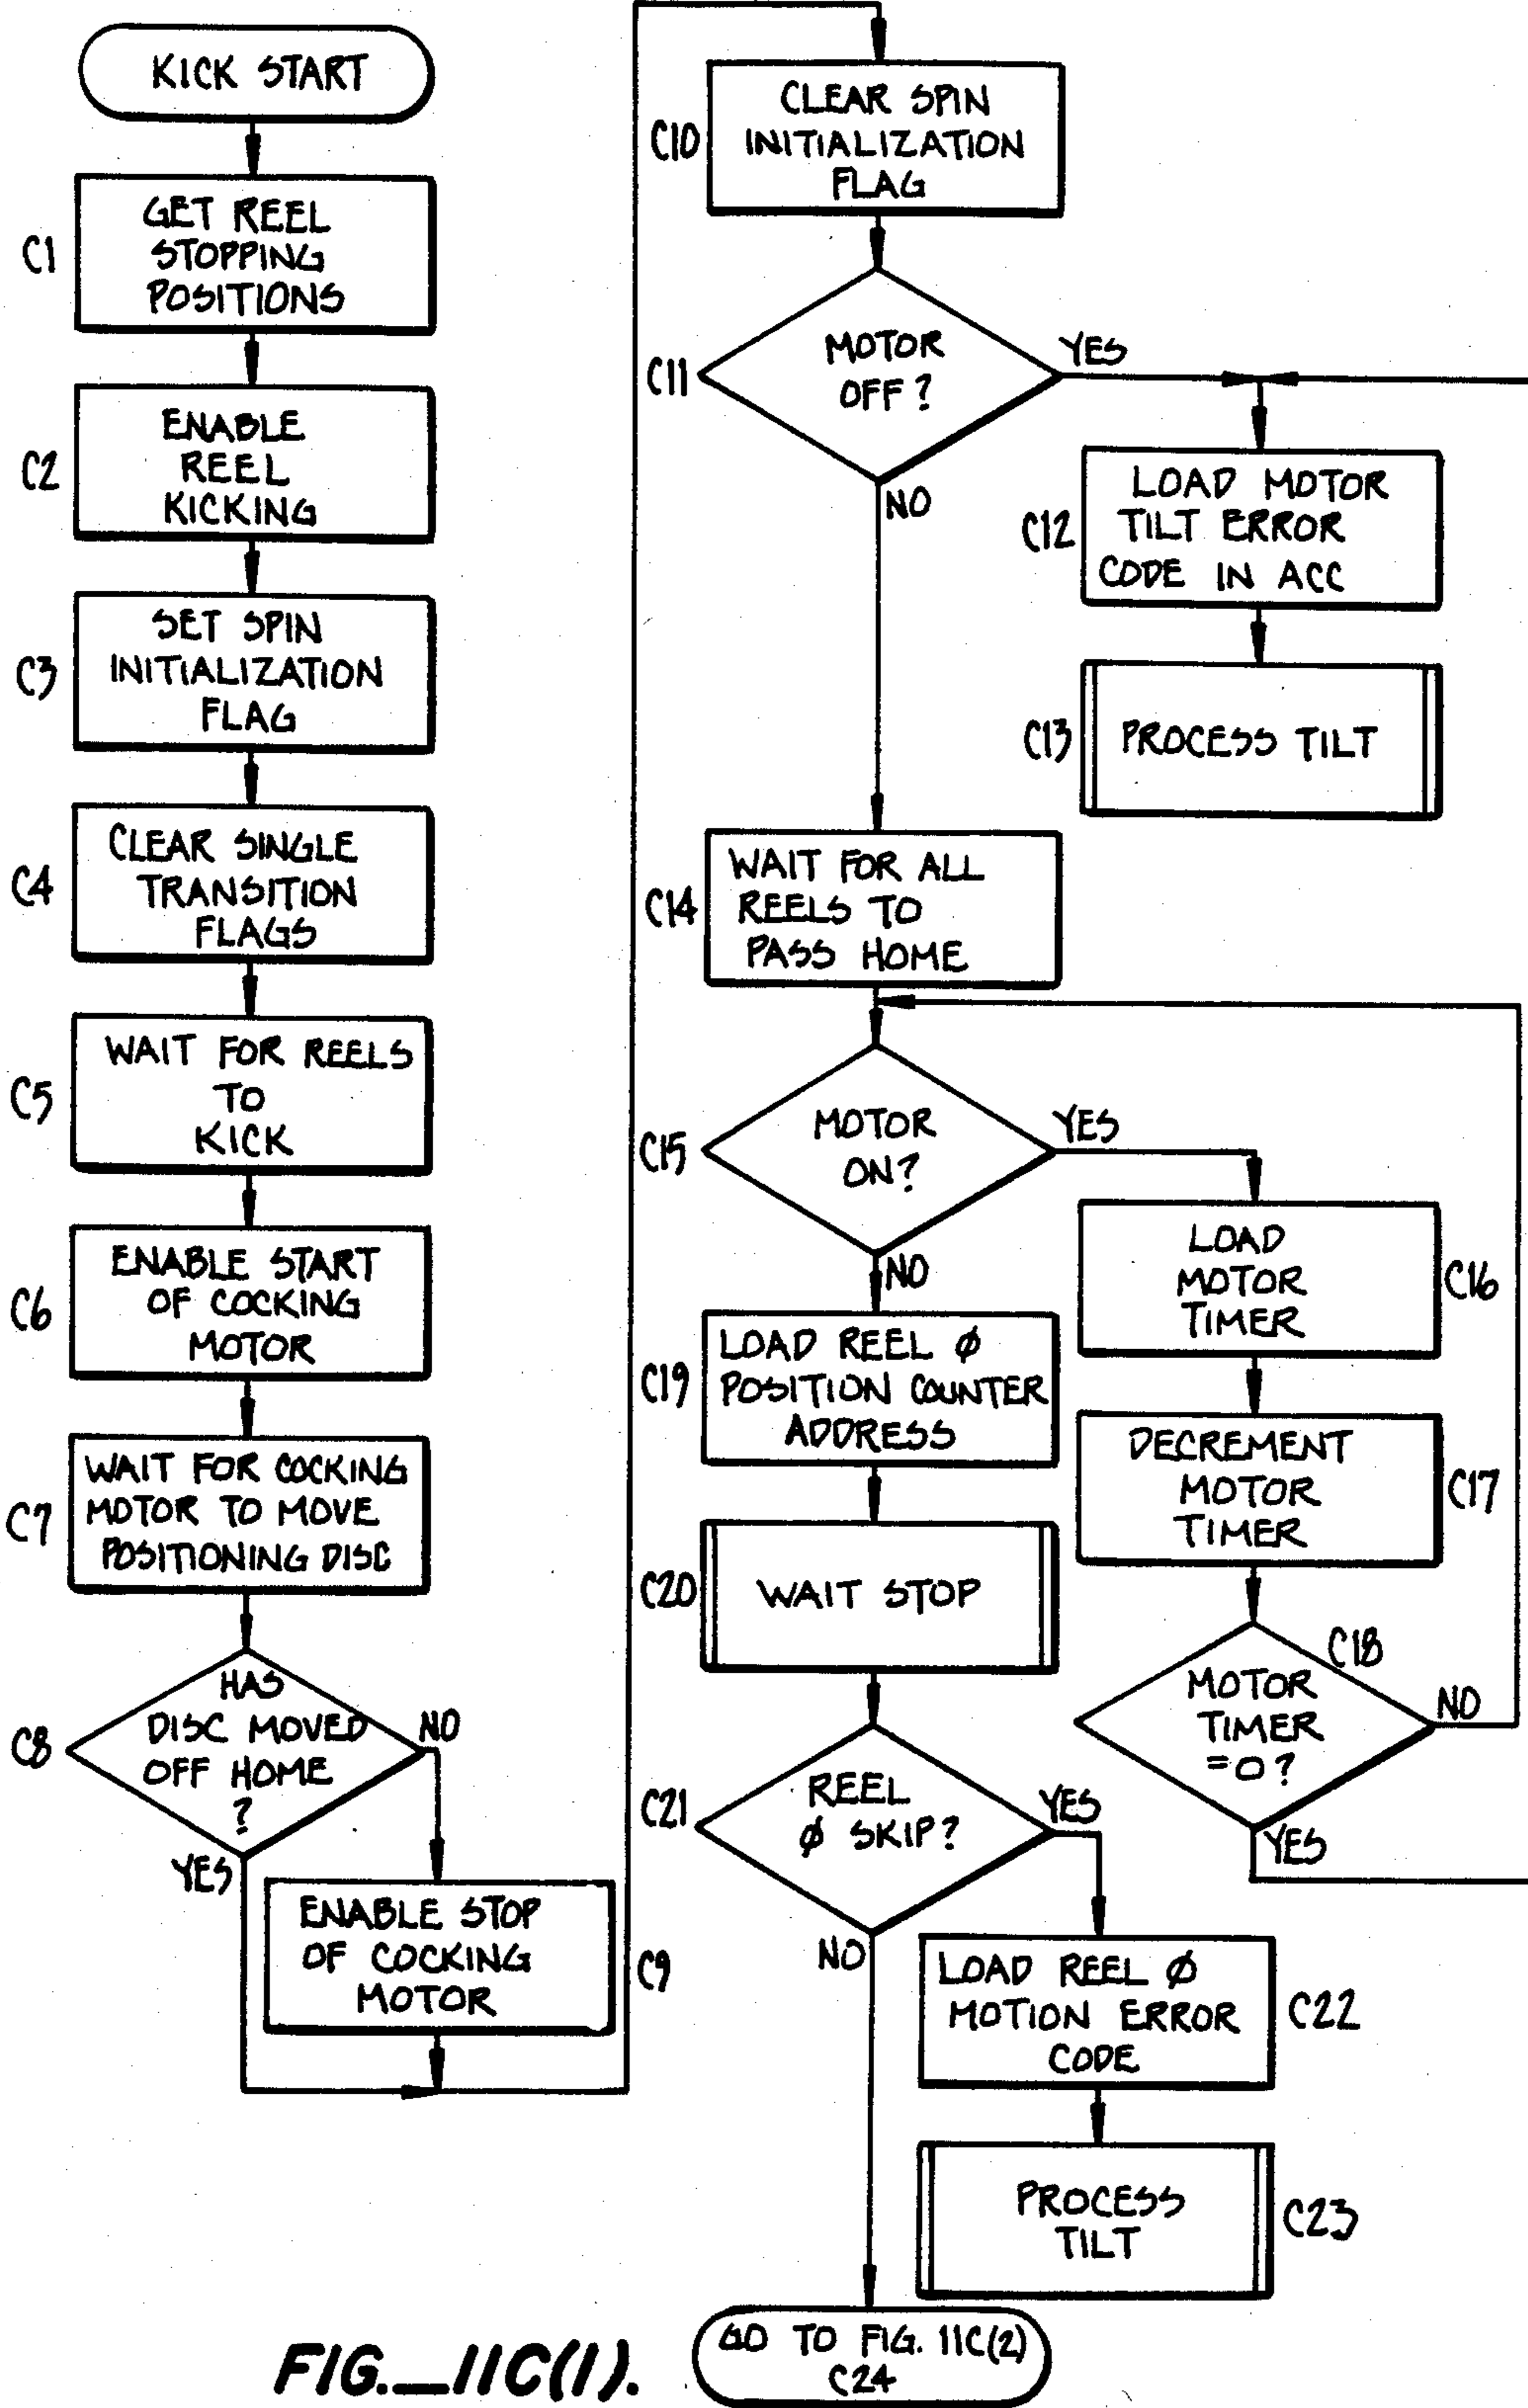 KICK START
C1
GET REEL
STOPPING
POSITIONS
C2
ENABLE
REEL
KICKING
C3
SET SPIN
INITIALIZATION
FLAG
C4
CLEAR SINGLE
TRANSITION
FLAGS
C5
WAIT FOR REELS
TO
KICK
C6
ENABLE START
OF COCKING
MOTOR
C7
WAIT FOR COCKING
MOTOR TO MOVE
POSITIONING DISC
C8
HAS
DISC MOVED
OFF HOME
?
NO
YES
ENABLE STOP
OF COCKING
MOTOR
C9
C10
CLEAR SPIN
INITIALIZATION
FLAG
C11
MOTOR
OFF?
YES
NO
C12
LOAD MOTOR
TILT ERROR
CODE IN ACC
C13
PROCESS TILT
C14
WAIT FOR ALL
REELS TO
PASS HOME
C15
MOTOR
ON?
YES
NO
LOAD
MOTOR
TIMER
C16
DECREMENT
MOTOR
TIMER
C17
C18
MOTOR
TIMER
=0?
NO
YES
C19
LOAD REEL Ø
POSITION COUNTER
ADDRESS
C20
WAIT STOP
C21
REEL
Ø SKIP?
YES
NO
LOAD REEL Ø
MOTION ERROR
CODE
C22
PROCESS
TILT
C23
GO TO FIG. 11C(2)
C24
FIG._11C(1).